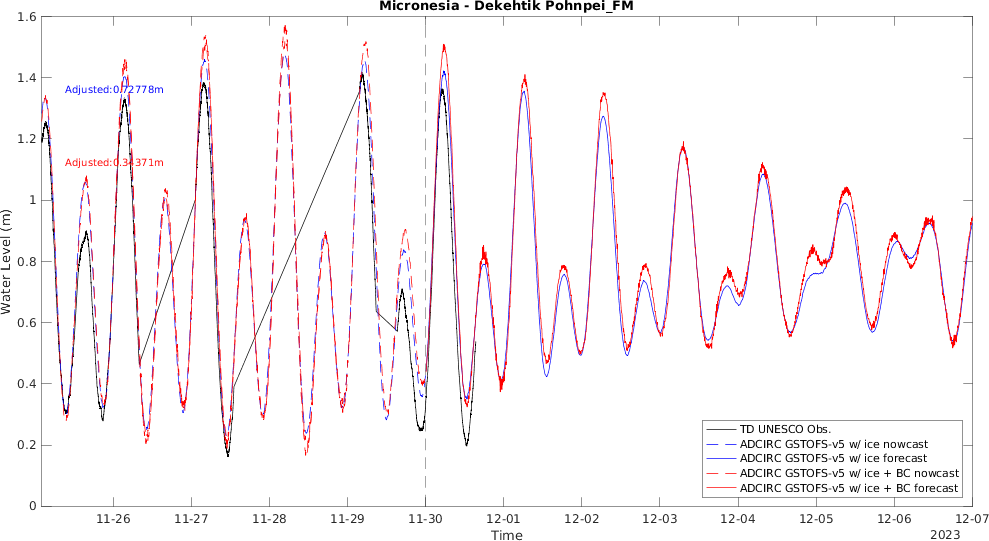 Micronesia - Dekehtik Pohnpei_FM
Water Level (m)
1.6
1.4
1.2
1
0.8
0.6
0.4
0.2
0
Adjusted:0.72778m
Adjusted:0.34371m
TD UNESCO Obs.
ADCIRC GSTOFS-v5 w/ ice nowcast
ADCIRC GSTOFS-v5 w/ ice forecast
ADCIRC GSTOFS-v5 w/ ice + BC nowcast
ADCIRC GSTOFS-v5 w/ ice + BC forecast
11-26 11-27 11-28 11-29 11-30 12-01 12-02 12-03 12-04 12-05 12-06 12-07
Time
2023